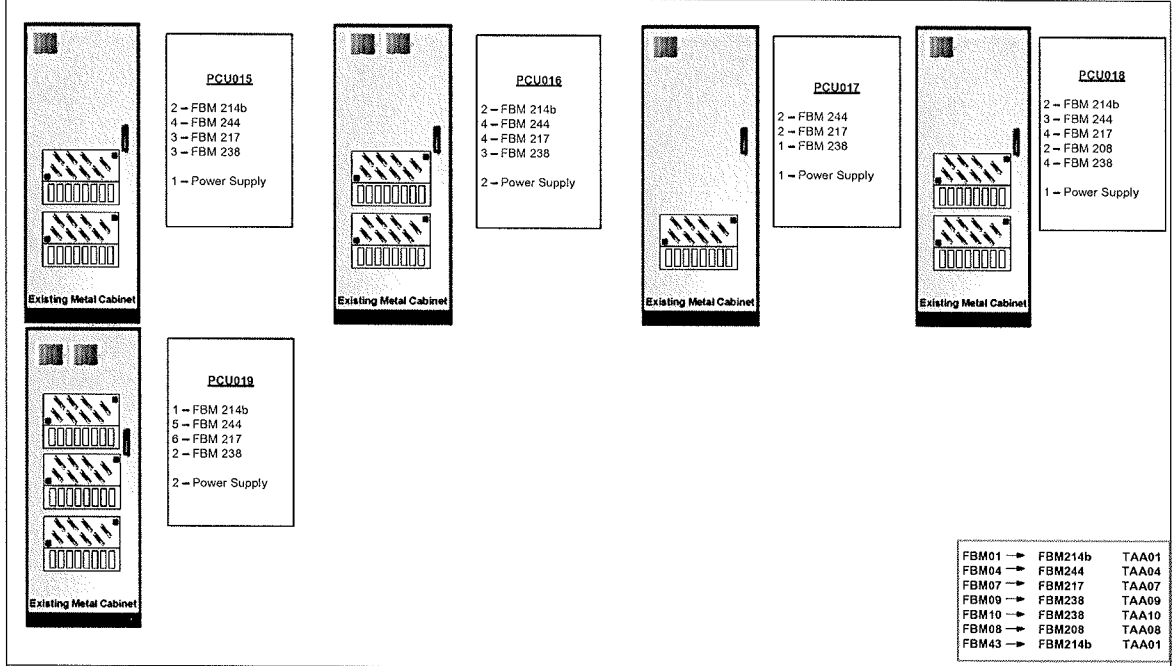 PCU015
2 – FBM 214b
4 – FBM 244
3 – FBM 217
3 – FBM 238
1 – Power Supply
Existing Metal Cabinet
PCU016
2 – FBM 214b
4 – FBM 244
4 – FBM 217
3 – FBM 238
2 – Power Supply
Existing Metal Cabinet
PCU017
2 – FBM 244
2 – FBM 217
1 – FBM 238
1 – Power Supply
Existing Metal Cabinet
PCU018
2 – FBM 214b
3 – FBM 244
4 – FBM 217
2 – FBM 208
4 – FBM 238
1 – Power Supply
Existing Metal Cabinet
PCU019
1 – FBM 214b
5 – FBM 244
6 – FBM 217
2 – FBM 238
2 – Power Supply
Existing Metal Cabinet
FBM01 → FBM214b TAA01
FBM04 → FBM244 TAA04
FBM07 → FBM217 TAA07
FBM09 → FBM238 TAA09
FBM10 → FBM238 TAA10
FBM08 → FBM208 TAA08
FBM43 → FBM214b TAA01